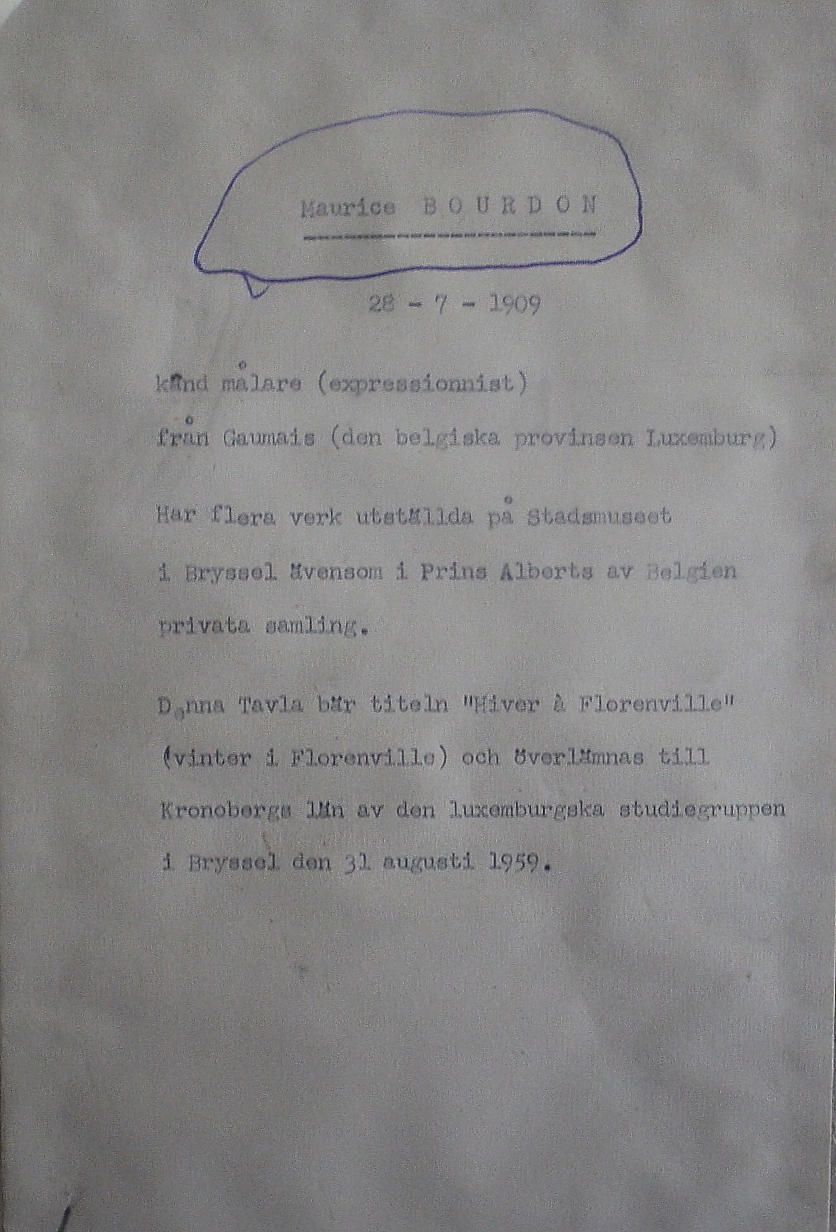 Maurice B O U R D O N
28 - 7 - 1909
känd målare (expressionnist)
från Gaumais (den belgiska provinsen Luxemburg)
Har flera verk utställda på Stadsmuseet
i Bryssel ävensom i Prins Alberts av Belgien
privata samling.
Denna Tavla bär titeln "Hiver à Florenville"
(vinter i Florenville) och överlämnas till
Kronobergs län av den luxemburgska studiegruppen
i Bryssel den 31 augusti 1959.